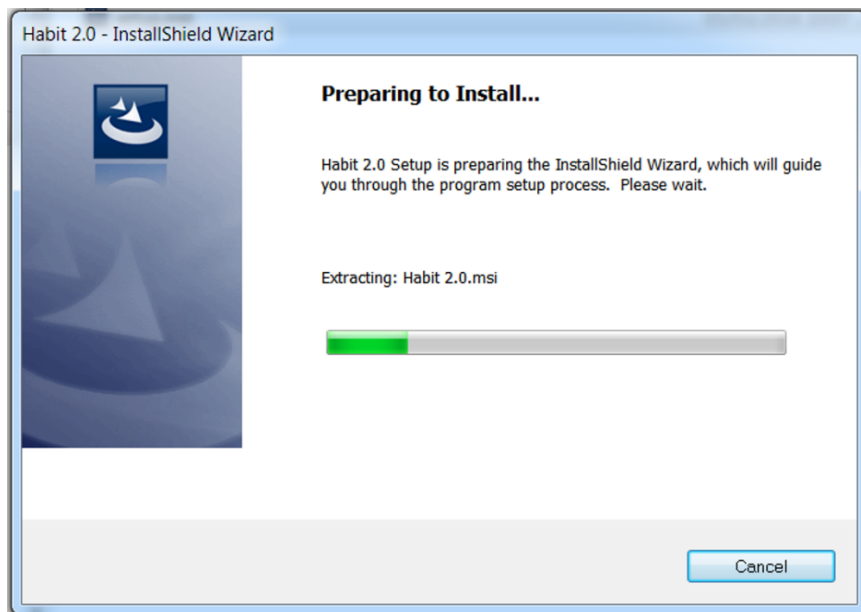 Habit 2.0 - InstallShield Wizard
Preparing to Install...
Habit 2.0 Setup is preparing the InstallShield Wizard, which will guide
you through the program setup process.  Please wait.
Extracting: Habit 2.0.msi
Cancel